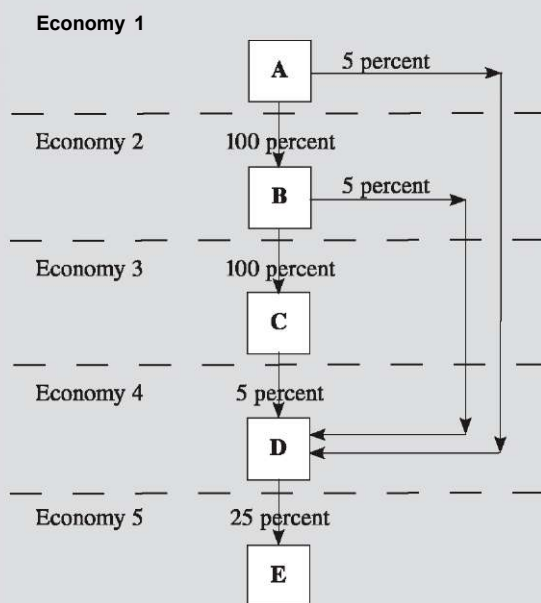 Economy 1
A
5 percent
Economy 2
100 percent
B
5 percent
Economy 3
100 percent
C
Economy 4
5 percent
D
Economy 5
25 percent
E